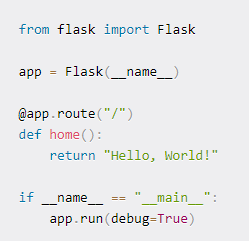 from flask import Flask

app = Flask(__name__)

@app.route("/")
def home():
    return "Hello, World!"

if __name__ == "__main__":
    app.run(debug=True)